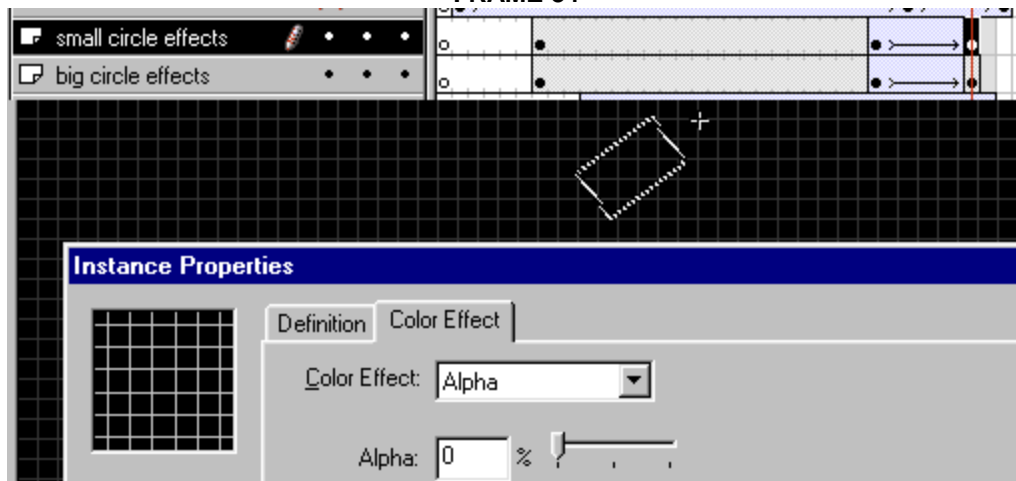 small circle effects
big circle effects
Instance Properties
Definition Color Effect
Color Effect: Alpha
Alpha: 0 %